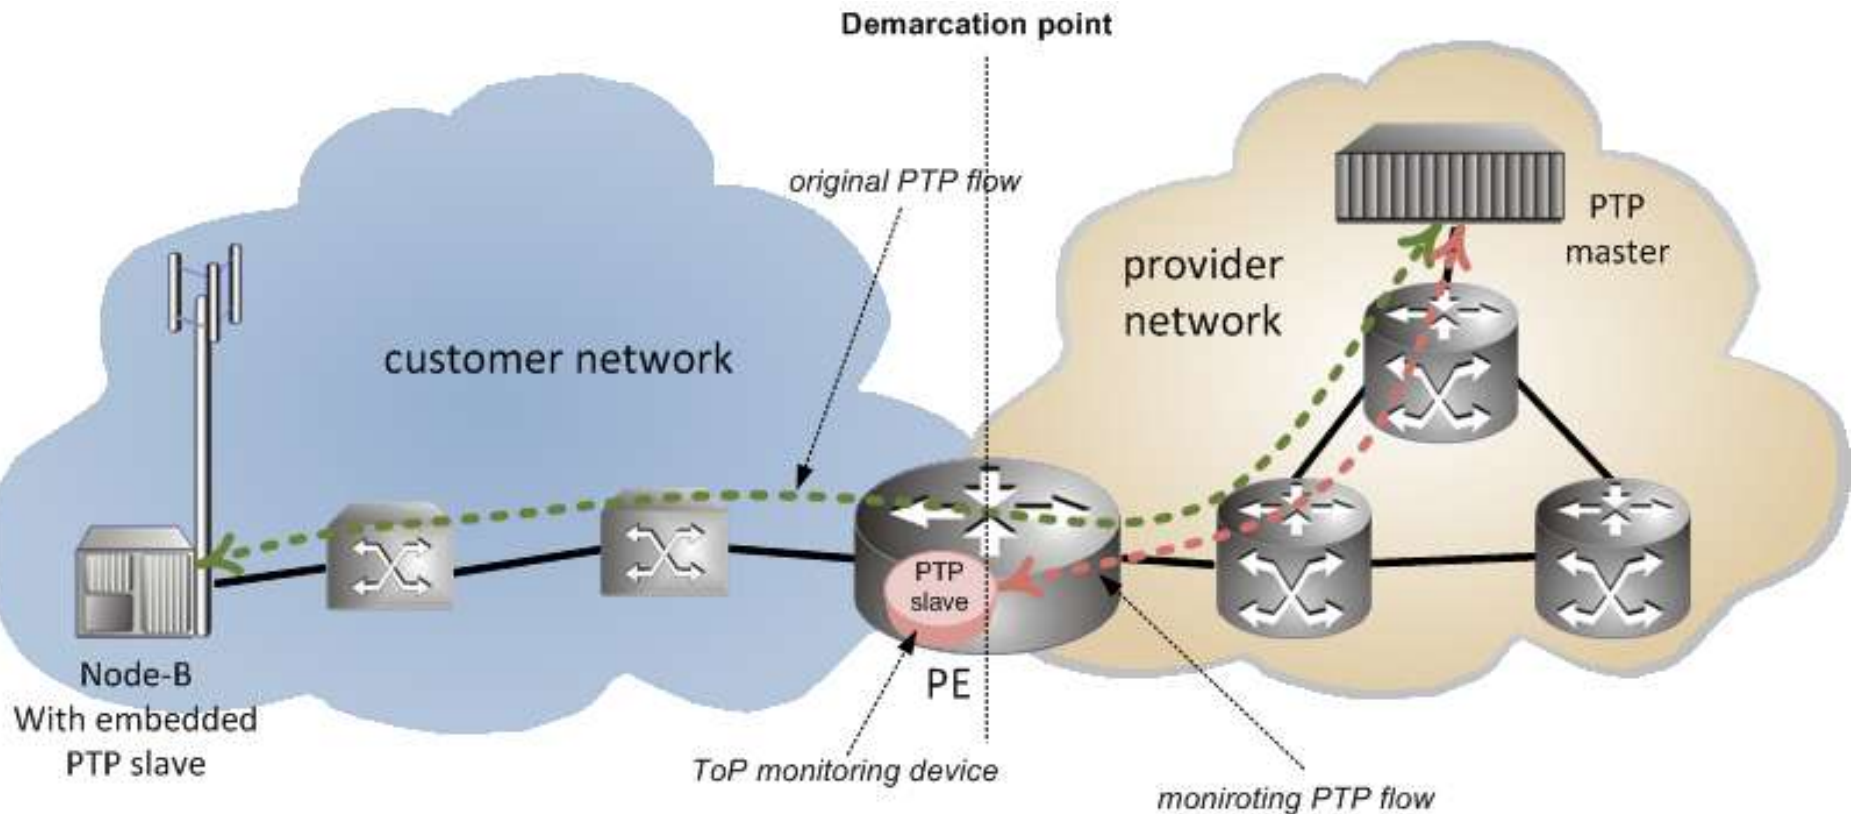 Demarcation point
original PTP flow
PTP
master
provider
network
customer network
PTP
slave
PE
Node-B
With embedded
PTP slave
ToP monitoring device
moniroting PTP flow